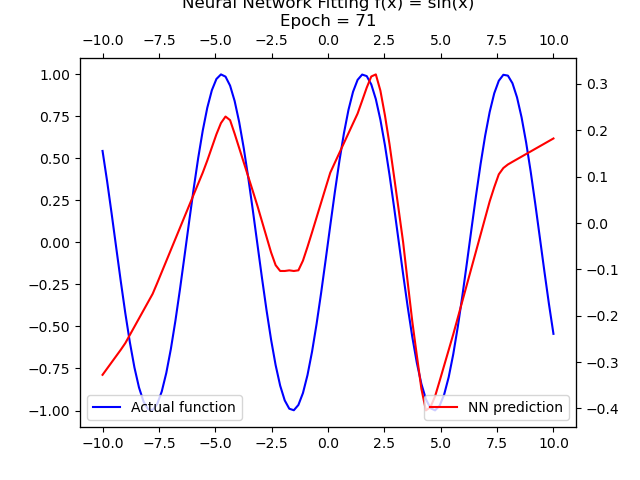 Neural Network Fitting f(x) = sin(x)
Epoch = 71
−10.0 −7.5 −5.0 −2.5 0.0 2.5 5.0 7.5 10.0
1.00
0.75
0.50
0.25
0.00
−0.25
−0.50
−0.75
−1.00
0.3
0.2
0.1
0.0
−0.1
−0.2
−0.3
−0.4
Actual function
NN prediction
−10.0 −7.5 −5.0 −2.5 0.0 2.5 5.0 7.5 10.0